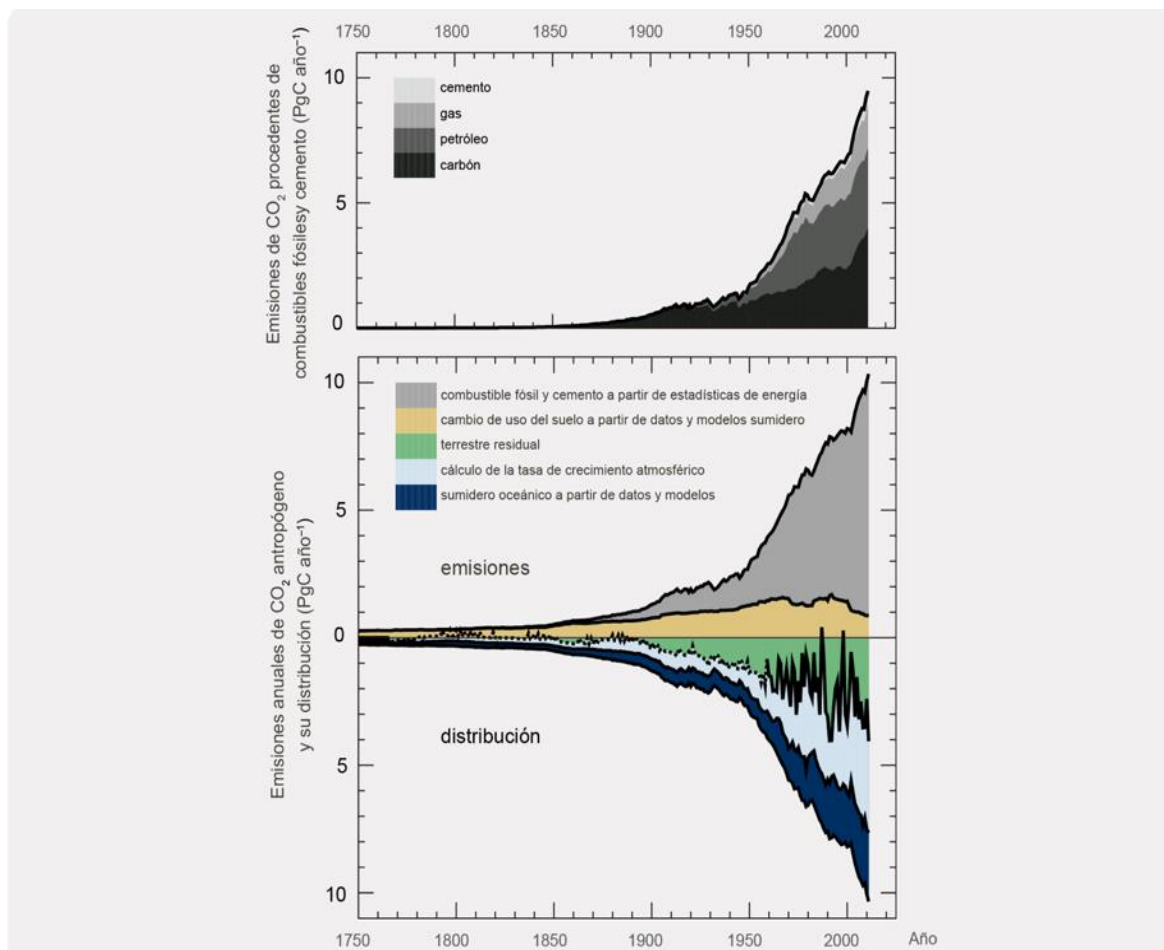 1750 1800 1850 1900 1950 2000
Emisiones de CO₂ procedentes de
combustibles fósilesy cemento (PgC año⁻¹)
10
5
0
cemento
gas
petróleo
carbón
Emisiones anuales de CO₂ antropógeno
y su distribución (PgC año⁻¹)
10
5
0
5
10
combustible fósil y cemento a partir de estadísticas de energía
cambio de uso del suelo a partir de datos y modelos sumidero
terrestre residual
cálculo de la tasa de crecimiento atmosférico
sumidero oceánico a partir de datos y modelos
emisiones
distribución
1750 1800 1850 1900 1950 2000 Año